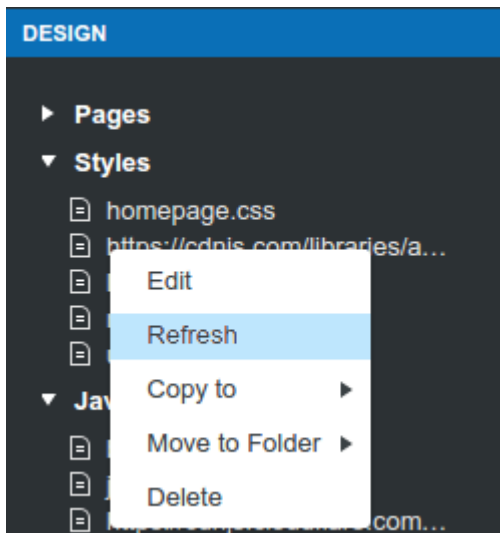 DESIGN
Pages
Styles
homepage.css
https://cdnjs.com/libraries/a...
Edit
Refresh
Copy to
Move to Folder
Delete